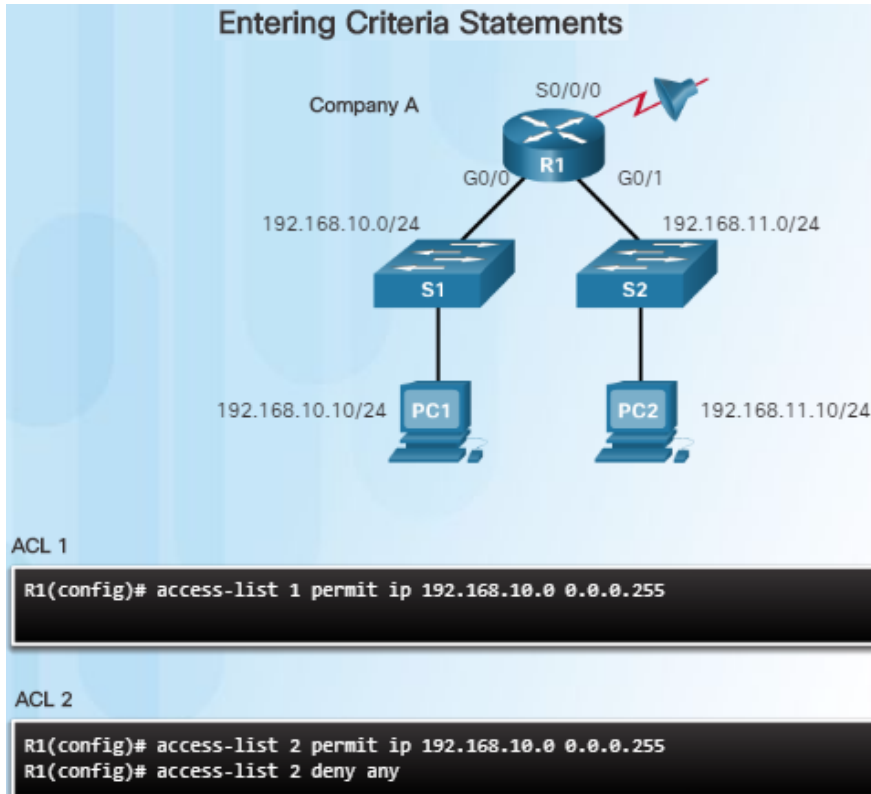 Entering Criteria Statements
Company A
S0/0/0
R1
G0/0
G0/1
192.168.10.0/24
192.168.11.0/24
S1
S2
192.168.10.10/24
PC1
PC2
192.168.11.10/24
ACL 1
R1(config)# access-list 1 permit ip 192.168.10.0 0.0.0.255
ACL 2
R1(config)# access-list 2 permit ip 192.168.10.0 0.0.0.255
R1(config)# access-list 2 deny any